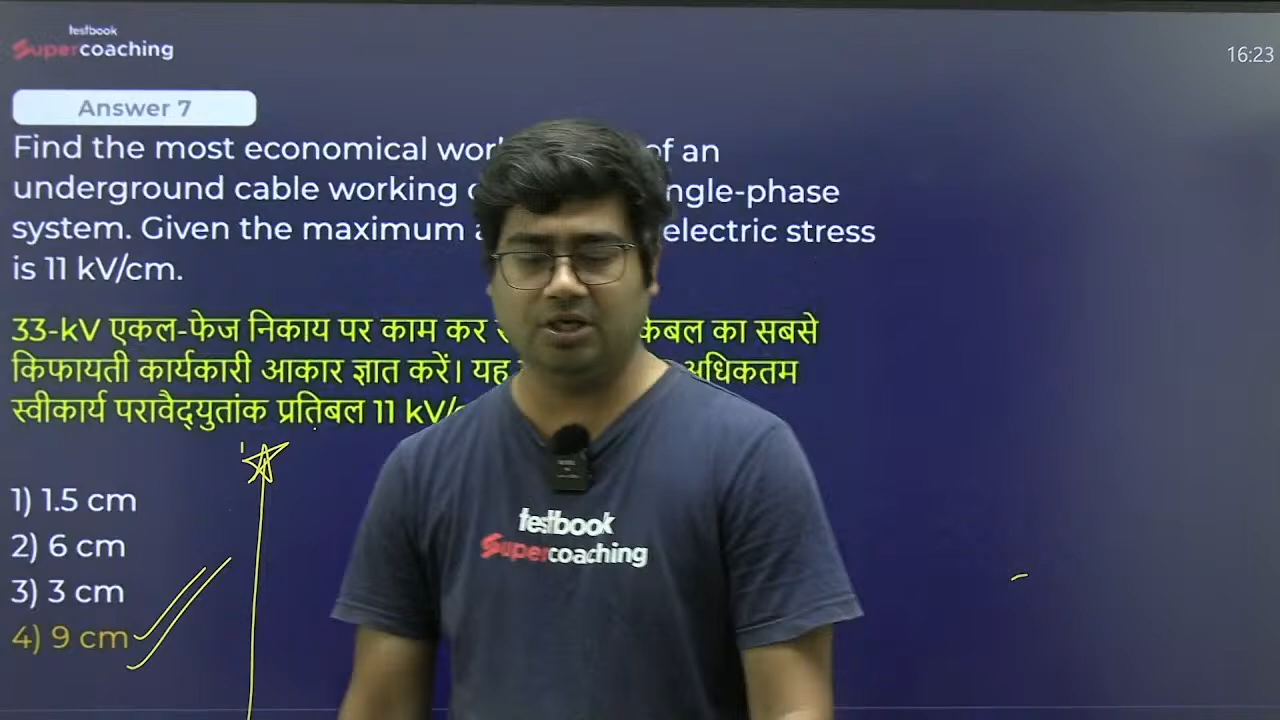 testbook
Supercoaching
16:23
Answer 7
Find the most economical of an
underground cable working single-phase
system. Given the maximum electric stress
is 11 kV/cm.
33-kV एकल-फेज निकाय पर काम कर केबल का सबसे
किफायती कार्यकारी आकार ज्ञात करें। यह अधिकतम
स्वीकार्य परावैद्युतांक प्रतिबल 11 kV/
1) 1.5 cm
2) 6 cm
3) 3 cm
4) 9 cm
testbook
Supercoaching